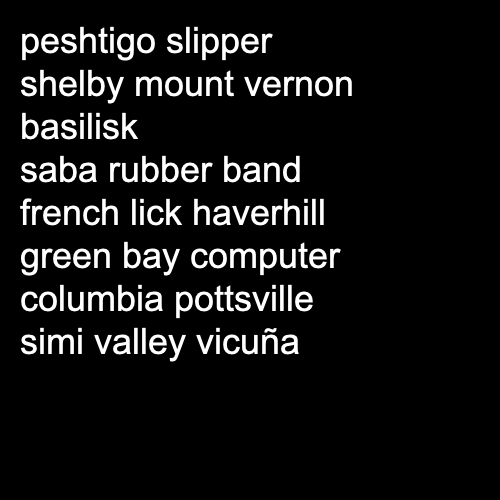 peshtigo slipper
shelby mount vernon
basilisk
saba rubber band
french lick haverhill
green bay computer
columbia pottsville
simi valley vicuña